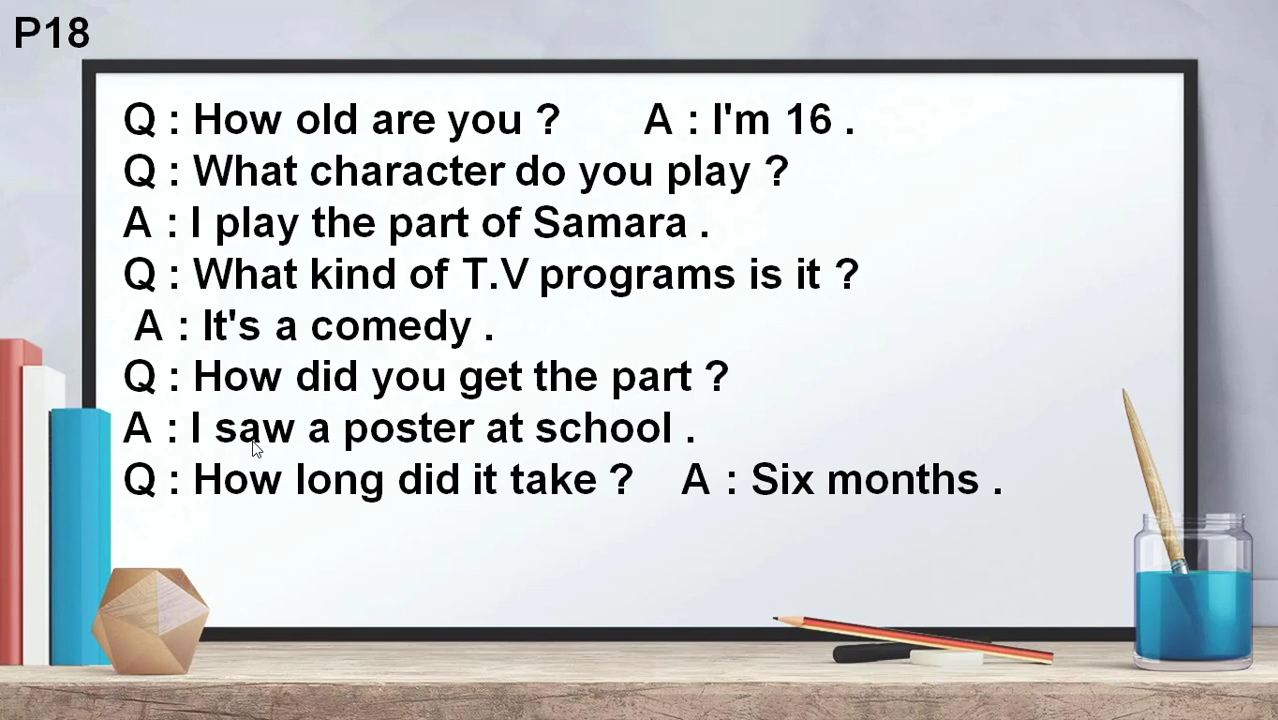 P18
Q : How old are you ? A : I'm 16 .
Q : What character do you play ?
A : I play the part of Samara .
Q : What kind of T.V programs is it ?
A : It's a comedy .
Q : How did you get the part ?
A : I saw a poster at school .
Q : How long did it take ? A : Six months .